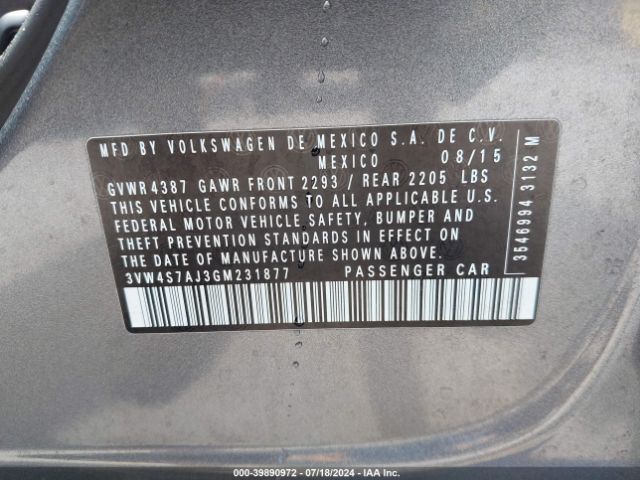 MFD BY VOLKSWAGEN DE MEXICO S.A. DE C.V.
MEXICO 08/15
GVWR 4387 GAWR FRONT 2293 / REAR 2205 LBS
THIS VEHICLE CONFORMS TO ALL APPLICABLE U.S.
FEDERAL MOTOR VEHICLE SAFETY, BUMPER AND
THEFT PREVENTION STANDARDS IN EFFECT ON
THE DATE OF MANUFACTURE SHOWN ABOVE.
3VW4S7AJ3GM231877 PASSENGER CAR
3546994 3132 M
000-39890972 / 07/18/2024 - IAA Inc.